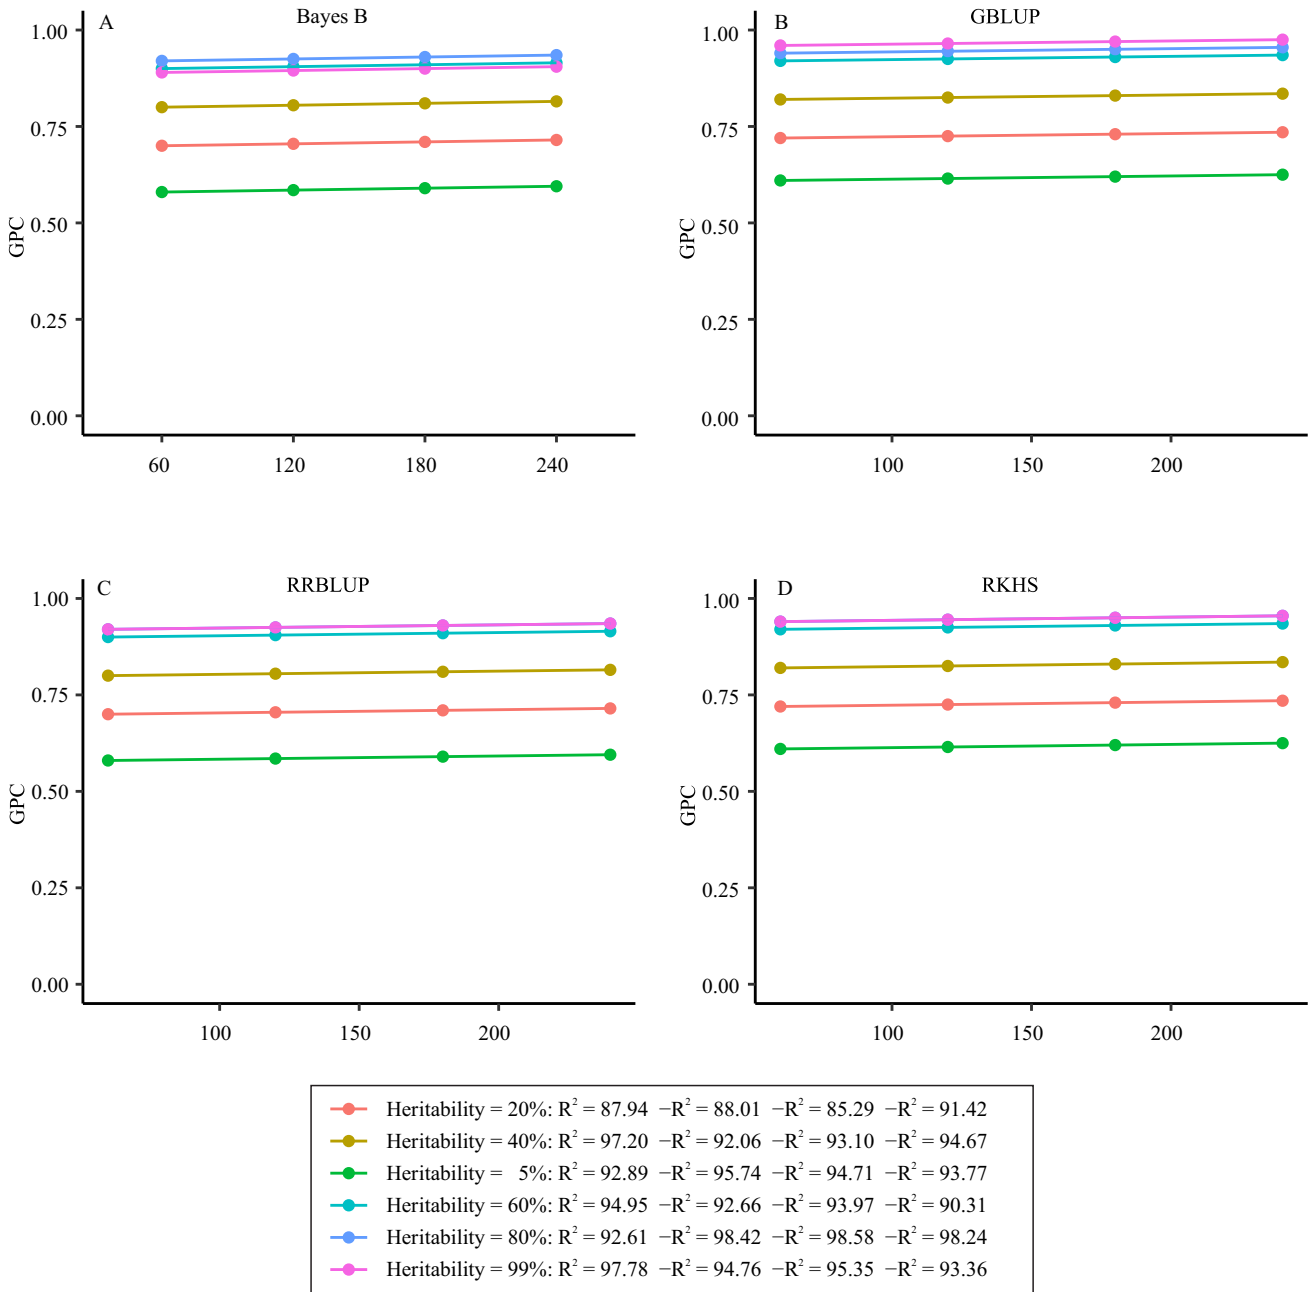 A Bayes B
1.00
0.75
0.50
0.25
0.00
GPC
60 120 180 240
B GBLUP
1.00
0.75
0.50
0.25
0.00
GPC
100 150 200
C RRBLUP
1.00
0.75
0.50
0.25
0.00
GPC
100 150 200
D RKHS
1.00
0.75
0.50
0.25
0.00
GPC
100 150 200
Heritability = 20%: R² = 87.94 −R² = 88.01 −R² = 85.29 −R² = 91.42
Heritability = 40%: R² = 97.20 −R² = 92.06 −R² = 93.10 −R² = 94.67
Heritability = 5%: R² = 92.89 −R² = 95.74 −R² = 94.71 −R² = 93.77
Heritability = 60%: R² = 94.95 −R² = 92.66 −R² = 93.97 −R² = 90.31
Heritability = 80%: R² = 92.61 −R² = 98.42 −R² = 98.58 −R² = 98.24
Heritability = 99%: R² = 97.78 −R² = 94.76 −R² = 95.35 −R² = 93.36